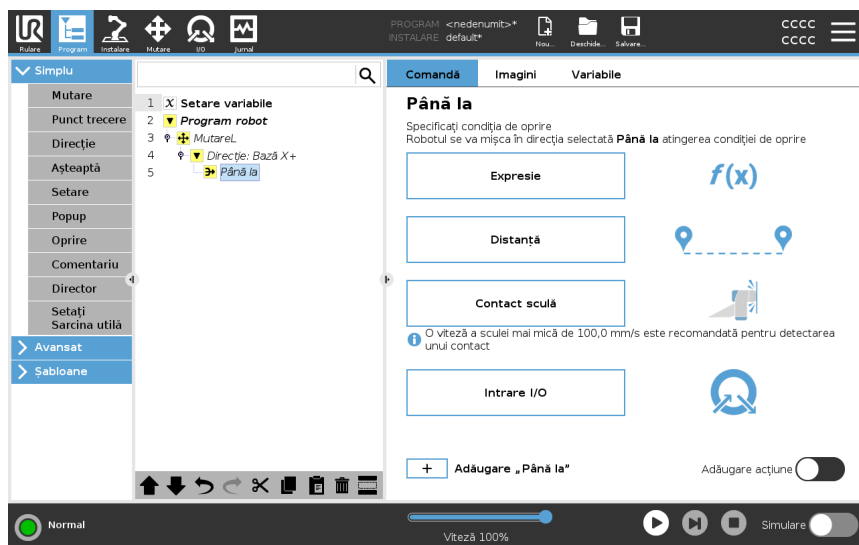 UR
Rulare
Program
Instalare
Mutare
I/O
Jurnal
PROGRAM <nedenumit>*
INSTALARE default*
Nou...
Deschide...
Salvare...
CCCC
CCCC
Simplu
Mutare
Punct trecere
Direcție
Așteaptă
Setare
Popup
Oprire
Comentariu
Director
Setați
Sarcina utilă
Avansat
Șabloane
1 X Setare variabile
2 Program robot
3 MutareL
4 Direcție: Bază X+
5 Până la
Comandă
Imagini
Variabile
Până la
Specificați condiția de oprire
Robotul se va mișca în direcția selectată Până la atingerea condiției de oprire
Expresie
f(x)
Distanță
Contact sculă
O viteză a sculei mai mică de 100,0 mm/s este recomandată pentru detectarea
unui contact
Intrare I/O
+ Adăugare „Până la”
Adăugare acțiune
Normal
Viteză 100%
Simulare